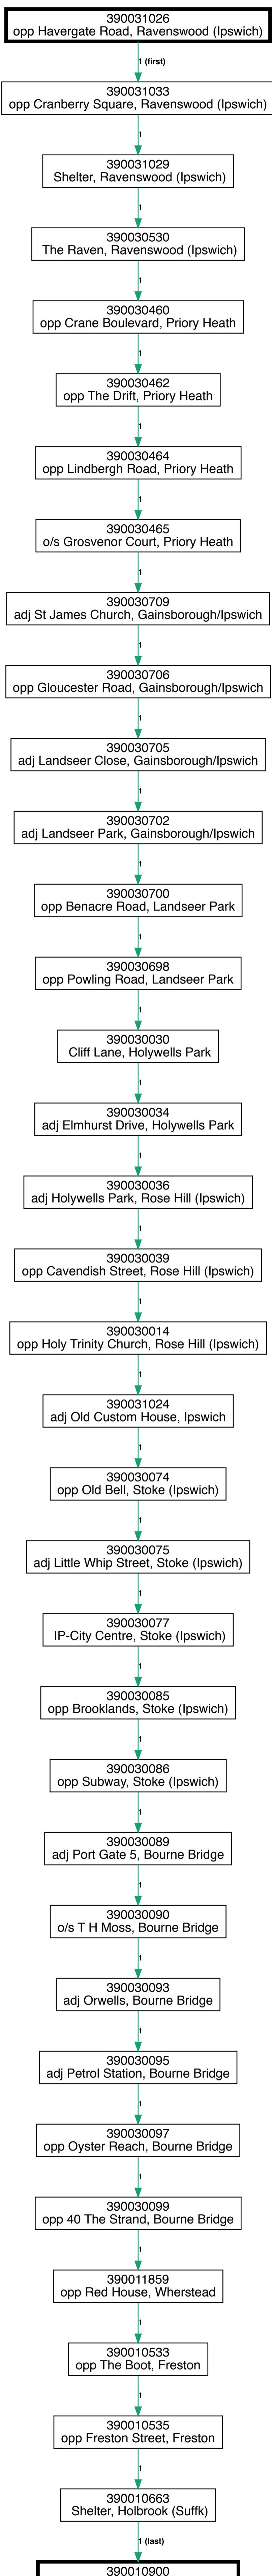 390031026
opp Havergate Road, Ravenswood (Ipswich)
1 (first)
390031033
opp Cranberry Square, Ravenswood (Ipswich)
1
390031029
Shelter, Ravenswood (Ipswich)
1
390030530
The Raven, Ravenswood (Ipswich)
1
390030460
opp Crane Boulevard, Priory Heath
1
390030462
opp The Drift, Priory Heath
1
390030464
opp Lindbergh Road, Priory Heath
1
390030465
o/s Grosvenor Court, Priory Heath
1
390030709
adj St James Church, Gainsborough/Ipswich
1
390030706
opp Gloucester Road, Gainsborough/Ipswich
1
390030705
adj Landseer Close, Gainsborough/Ipswich
1
390030702
adj Landseer Park, Gainsborough/Ipswich
1
390030700
opp Benacre Road, Landseer Park
1
390030698
opp Powling Road, Landseer Park
1
390030030
Cliff Lane, Holywells Park
1
390030034
adj Elmhurst Drive, Holywells Park
1
390030036
adj Holywells Park, Rose Hill (Ipswich)
1
390030039
opp Cavendish Street, Rose Hill (Ipswich)
1
390030014
opp Holy Trinity Church, Rose Hill (Ipswich)
1
390031024
adj Old Custom House, Ipswich
1
390030074
opp Old Bell, Stoke (Ipswich)
1
390030075
adj Little Whip Street, Stoke (Ipswich)
1
390030077
IP-City Centre, Stoke (Ipswich)
1
390030085
opp Brooklands, Stoke (Ipswich)
1
390030086
opp Subway, Stoke (Ipswich)
1
390030089
adj Port Gate 5, Bourne Bridge
1
390030090
o/s T H Moss, Bourne Bridge
1
390030093
adj Orwells, Bourne Bridge
1
390030095
adj Petrol Station, Bourne Bridge
1
390030097
opp Oyster Reach, Bourne Bridge
1
390030099
opp 40 The Strand, Bourne Bridge
1
390011859
opp Red House, Wherstead
1
390010533
opp The Boot, Freston
1
390010535
opp Freston Street, Freston
1
390010663
Shelter, Holbrook (Suffk)
1 (last)
390010900